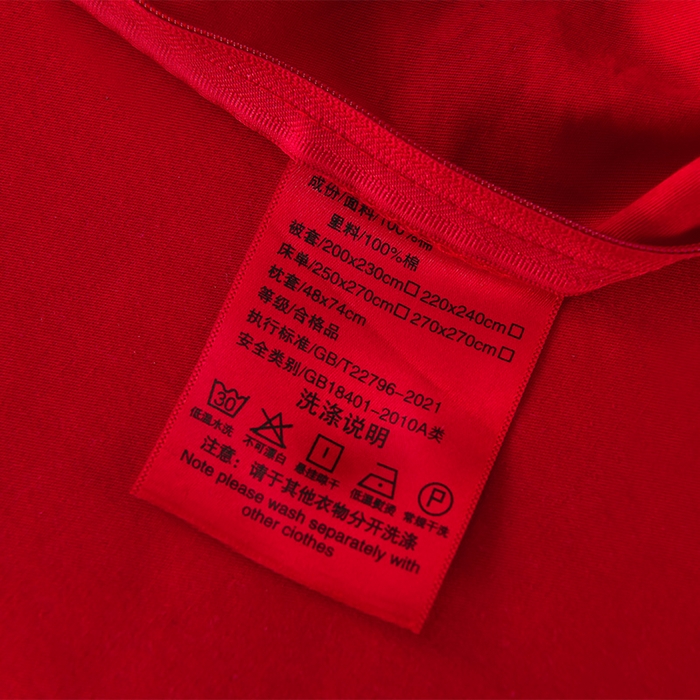 成份/面料/100%棉
里料/100%棉
被套/200x230cm□ 220x240cm□
床单/250x270cm□ 270x270cm□
枕套/48x74cm
等级/合格品
执行标准/GB/T22796-2021
安全类别/GB18401-2010A类
洗涤说明
30 P
低温水洗 不可漂白 悬挂晾干 低温熨烫 常规干洗
注意：请于其他衣物分开洗涤
Note please wash separately with
other clothes